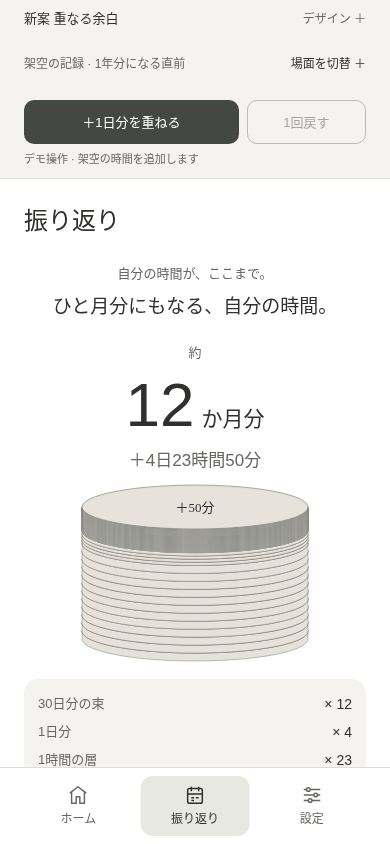 新案 重なる余白
デザイン ＋
架空の記録 · 1年分になる直前
場面を切替 ＋
＋1日分を重ねる
1回戻す
デモ操作 · 架空の時間を追加します
振り返り
自分の時間が、ここまで。
ひと月分にもなる、自分の時間。
約
12 か月分
＋4日23時間50分
＋50分
30日分の束 × 12
1日分 × 4
1時間の層 × 23
ホーム
振り返り
設定